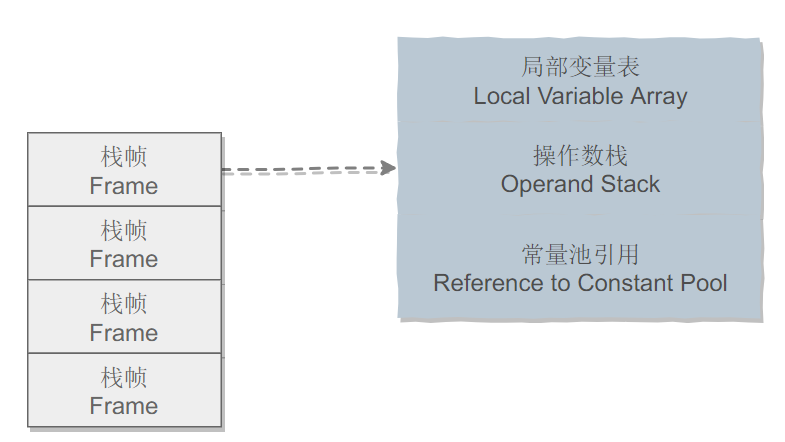 栈帧
Frame
栈帧
Frame
栈帧
Frame
栈帧
Frame
局部变量表
Local Variable Array
操作数栈
Operand Stack
常量池引用
Reference to Constant Pool